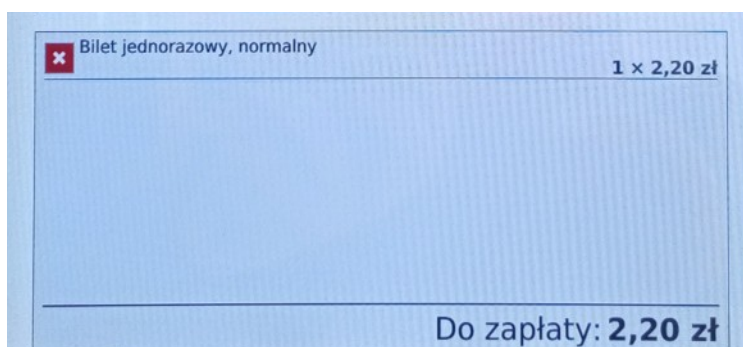 Bilet jednorazowy, normalny
1 × 2,20 zł
Do zapłaty: 2,20 zł